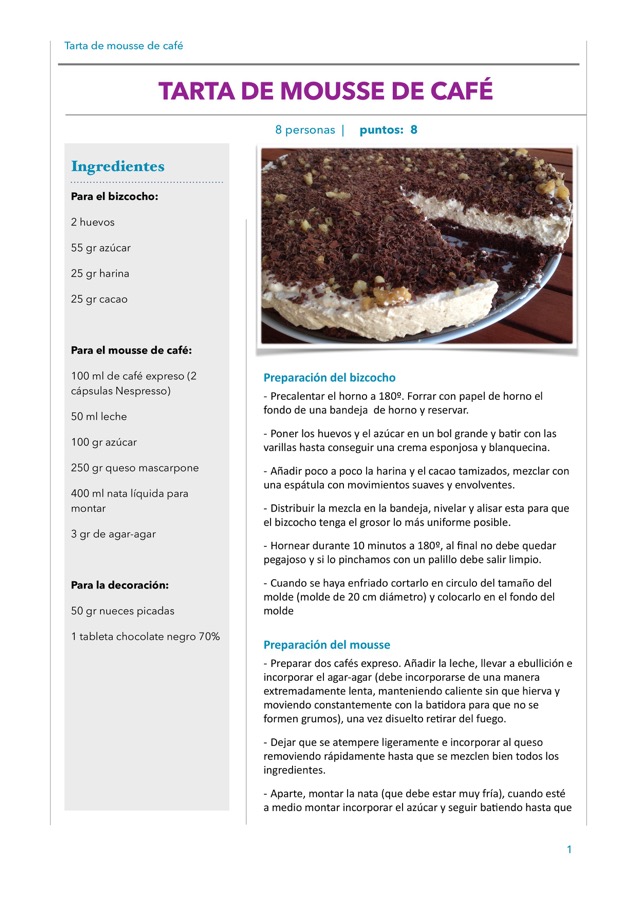 Tarta de mousse de café
TARTA DE MOUSSE DE CAFÉ
8 personas | puntos: 8
Ingredientes
Para el bizcocho:
2 huevos
55 gr azúcar
25 gr harina
25 gr cacao
Para el mousse de café:
100 ml de café expreso (2
cápsulas Nespresso)
50 ml leche
100 gr azúcar
250 gr queso mascarpone
400 ml nata líquida para
montar
3 gr de agar-agar
Para la decoración:
50 gr nueces picadas
1 tableta chocolate negro 70%
Preparación del bizcocho
- Precalentar el horno a 180º. Forrar con papel de horno el
fondo de una bandeja de horno y reservar.
- Poner los huevos y el azúcar en un bol grande y batir con las
varillas hasta conseguir una crema esponjosa y blanquecina.
- Añadir poco a poco la harina y el cacao tamizados, mezclar con
una espátula con movimientos suaves y envolventes.
- Distribuir la mezcla en la bandeja, nivelar y alisar esta para que
el bizcocho tenga el grosor lo más uniforme posible.
- Hornear durante 10 minutos a 180º, al final no debe quedar
pegajoso y si lo pinchamos con un palillo debe salir limpio.
- Cuando se haya enfriado cortarlo en circulo del tamaño del
molde (molde de 20 cm diámetro) y colocarlo en el fondo del
molde
Preparación del mousse
- Preparar dos cafés expreso. Añadir la leche, llevar a ebullición e
incorporar el agar-agar (debe incorporarse de una manera
extremadamente lenta, manteniendo caliente sin que hierva y
moviendo constantemente con la batidora para que no se
formen grumos), una vez disuelto retirar del fuego.
- Dejar que se atempere ligeramente e incorporar al queso
removiendo rápidamente hasta que se mezclen bien todos los
ingredientes.
- Aparte, montar la nata (que debe estar muy fría), cuando esté
a medio montar incorporar el azúcar y seguir batiendo hasta que
1